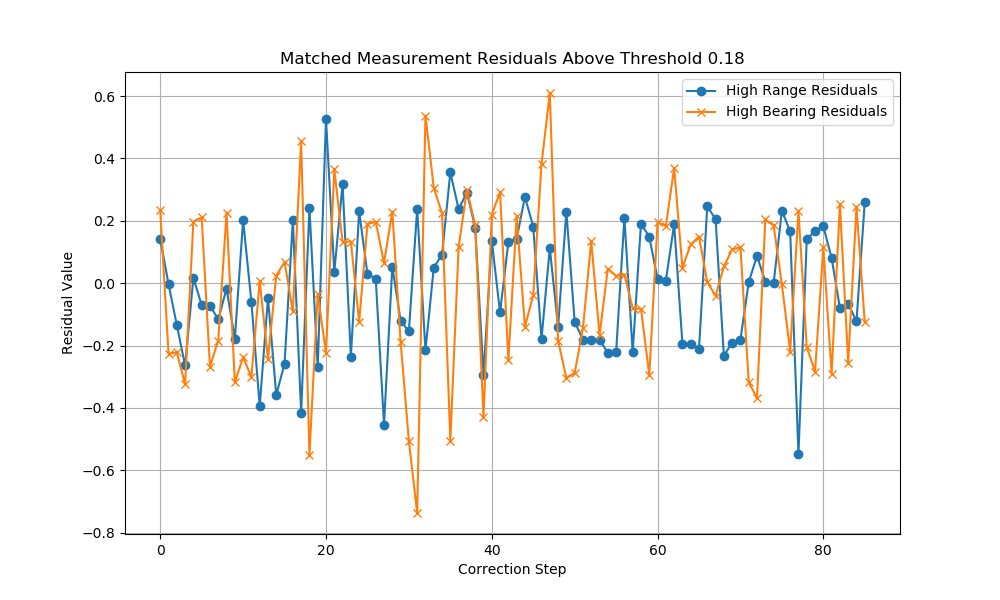 Matched Measurement Residuals Above Threshold 0.18
High Range Residuals
High Bearing Residuals
0.6
0.4
0.2
0.0
−0.2
−0.4
−0.6
−0.8
Residual Value
0 20 40 60 80
Correction Step